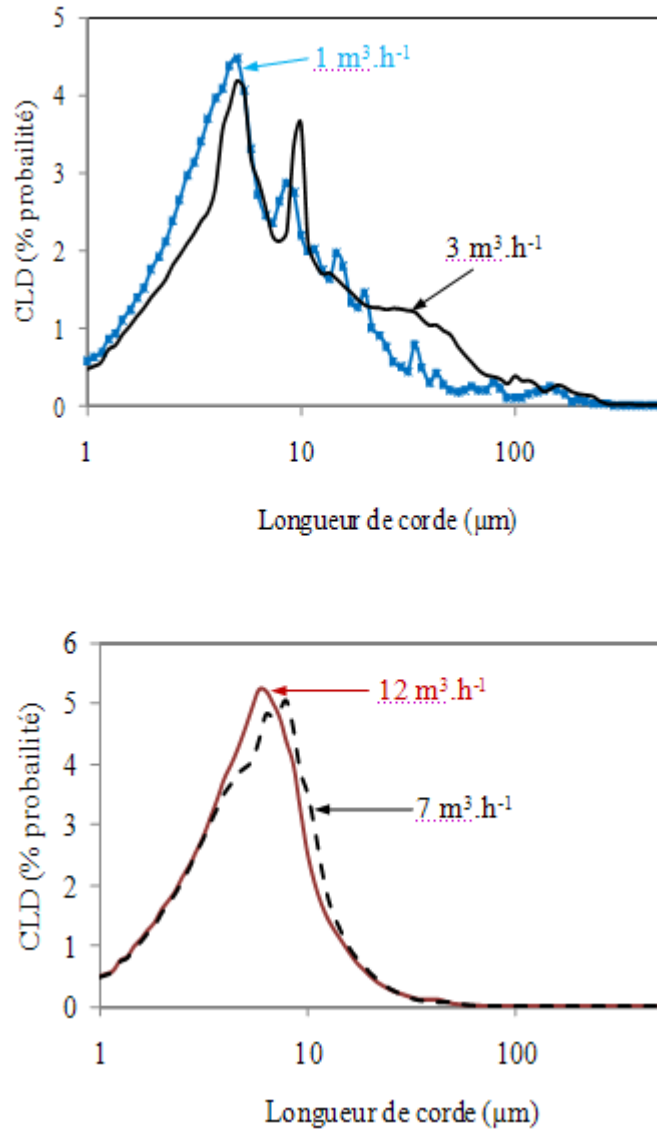 5
4
3
2
1
0
CLD (% probailité)
1 m³.h⁻¹
3 m³.h⁻¹
1 10 100
Longueur de corde (µm)
6
5
4
3
2
1
0
CLD (% probailité)
12 m³.h⁻¹
7 m³.h⁻¹
1 10 100
Longueur de corde (µm)